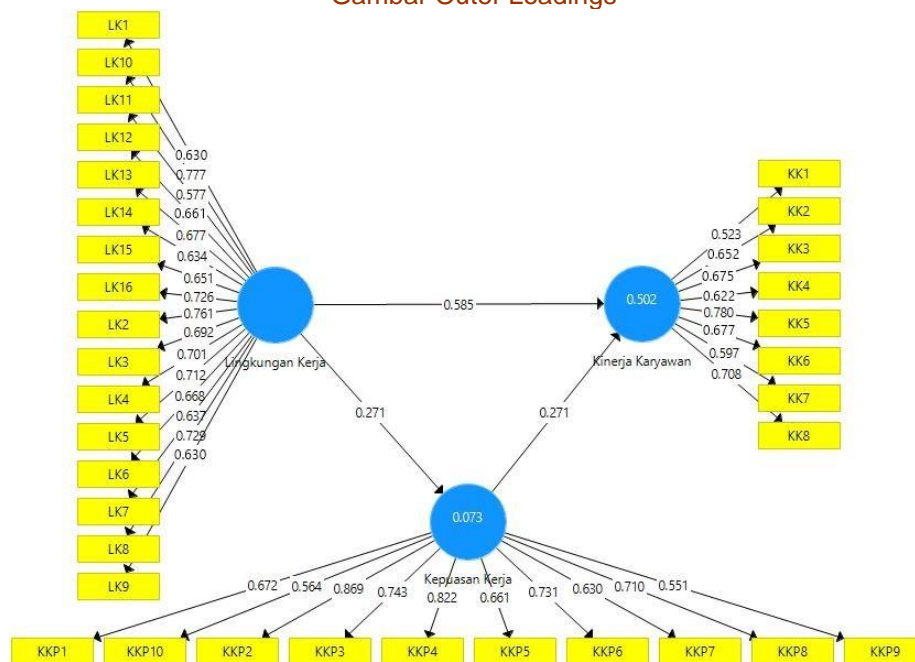 Gambar Outer Loadings
LK1
LK10
LK11
LK12
LK13
LK14
LK15
LK16
LK2
LK3
LK4
LK5
LK6
LK7
LK8
LK9
0.630
0.777
0.577
0.661
0.677
0.634
0.651
0.726
0.761
0.692
0.701
0.712
0.668
0.637
0.729
0.630
Lingkungan Kerja
0.585
0.271
0.271
0.502
Kinerja Karyawan
0.523
0.652
0.675
0.622
0.780
0.677
0.597
0.708
KK1
KK2
KK3
KK4
KK5
KK6
KK7
KK8
0.073
Kepuasan Kerja
0.672
0.564
0.869
0.743
0.822
0.661
0.731
0.630
0.710
0.551
KKP1
KKP10
KKP2
KKP3
KKP4
KKP5
KKP6
KKP7
KKP8
KKP9